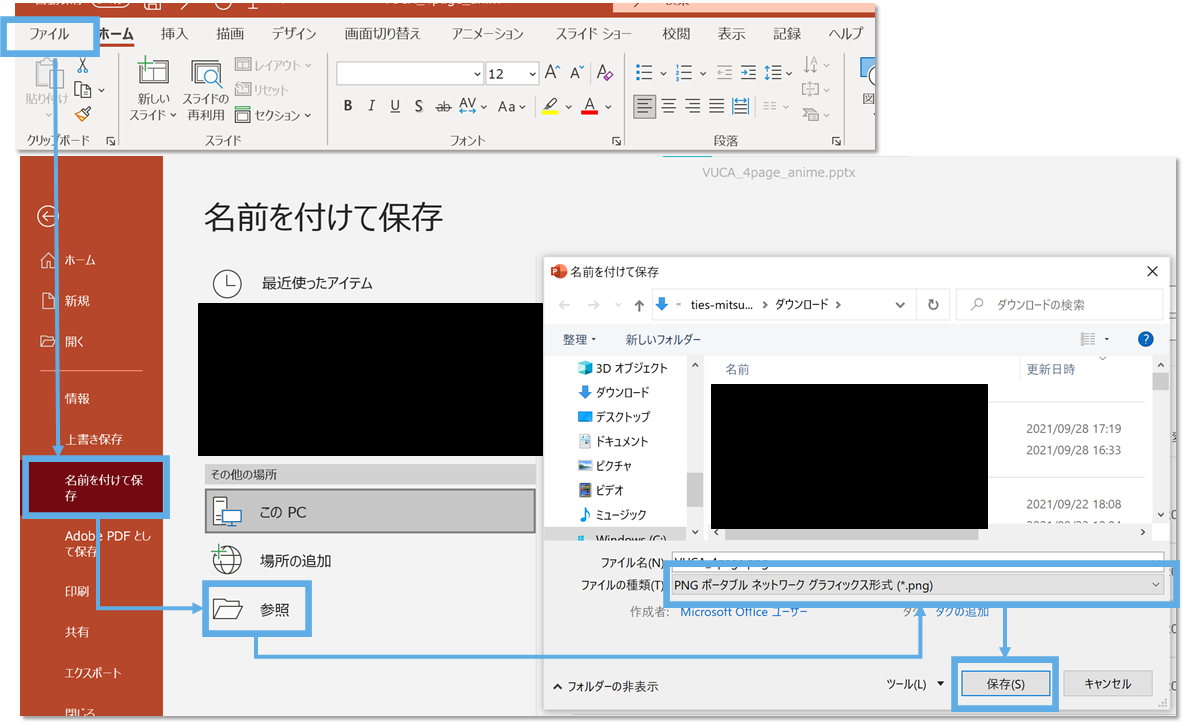 ファイル ホーム 挿入 描画 デザイン 画面切り替え アニメーション スライド ショー 校閲 表示 記録 ヘルプ
貼り付け
新しい
スライド
スライドの
再利用
レイアウト
リセット
セクション
12
B I U S ab AV Aa A
クリップボード スライド フォント 段落
VUCA_4page_anime.pptx
ホーム
新規
開く
情報
上書き保存
名前を付けて保
存
Adobe PDF とし
て保存
印刷
共有
エクスポート
閉じる
名前を付けて保存
最近使ったアイテム
その他の場所
この PC
場所の追加
参照
名前を付けて保存
« ties-mitsu... › ダウンロード ›
ダウンロードの検索
整理 新しいフォルダー
3D オブジェクト
ダウンロード
デスクトップ
ドキュメント
ピクチャ
ビデオ
ミュージック
Windows (C:)
名前 更新日時
2021/09/28 17:19
2021/09/28 16:33
2021/09/22 18:08
ファイル名(N): VUCA_4page.png
ファイルの種類(T): PNG ポータブル ネットワーク グラフィックス形式 (*.png)
作成者: Microsoft Office ユーザー タグ: タグの追加
フォルダーの非表示
ツール(L) 保存(S) キャンセル